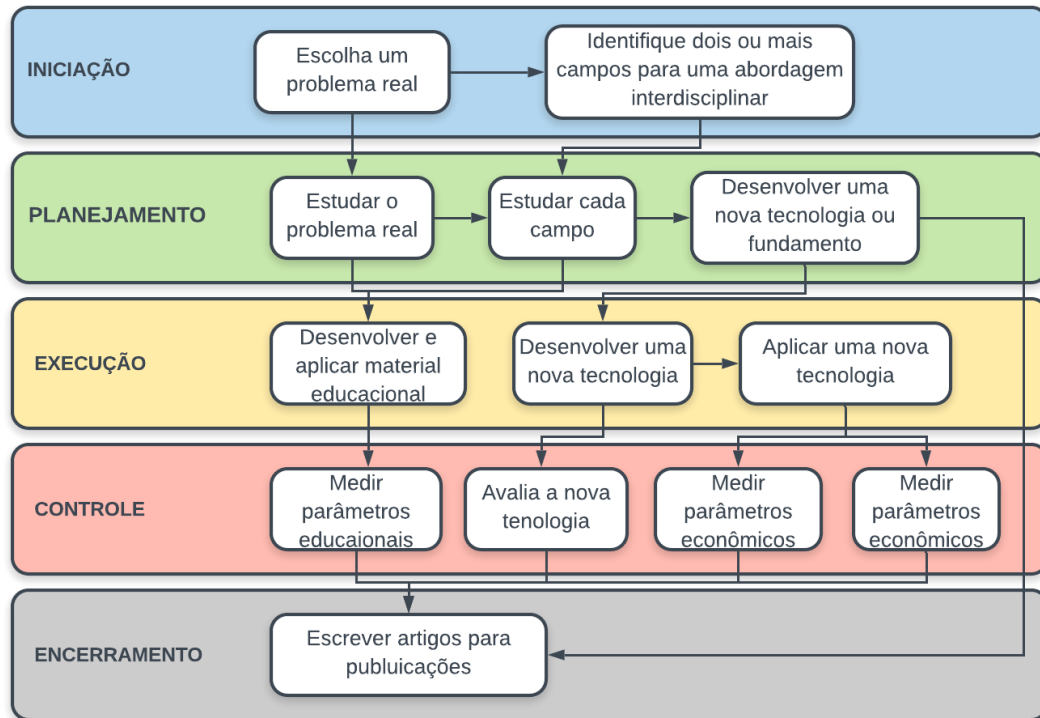 INICIAÇÃO
Escolha um
problema real
Identifique dois ou mais
campos para uma abordagem
interdisciplinar
PLANEJAMENTO
Estudar o
problema real
Estudar cada
campo
Desenvolver uma
nova tecnologia ou
fundamento
EXECUÇÃO
Desenvolver e
aplicar material
educacional
Desenvolver uma
nova tecnologia
Aplicar uma nova
tecnologia
CONTROLE
Medir
parâmetros
educaionais
Avalia a nova
tenologia
Medir
parâmetros
econômicos
Medir
parâmetros
econômicos
ENCERRAMENTO
Escrever artigos para
publuicações